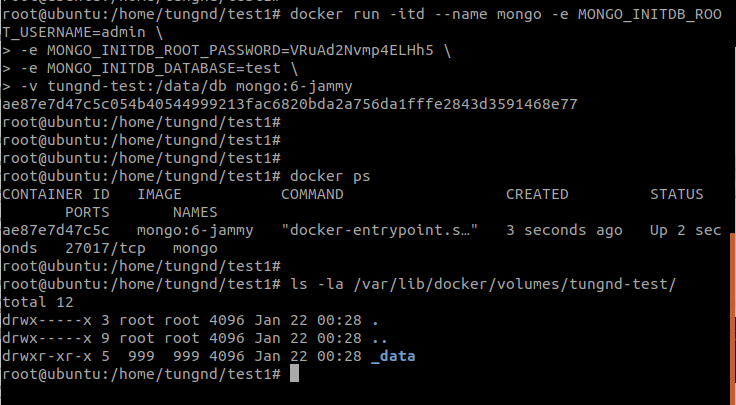 root@ubuntu:/home/tungnd/test1# docker run -itd --name mongo -e MONGO_INITDB_ROO
T_USERNAME=admin \
> -e MONGO_INITDB_ROOT_PASSWORD=VRuAd2Nvmp4ELHh5 \
> -e MONGO_INITDB_DATABASE=test \
> -v tungnd-test:/data/db mongo:6-jammy
ae87e7d47c5c054b40544999213fac6820bda2a756da1fffe2843d3591468e77
root@ubuntu:/home/tungnd/test1#
root@ubuntu:/home/tungnd/test1#
root@ubuntu:/home/tungnd/test1#
root@ubuntu:/home/tungnd/test1# docker ps
CONTAINER ID   IMAGE           COMMAND                  CREATED         STATUS
       PORTS       NAMES
ae87e7d47c5c   mongo:6-jammy   "docker-entrypoint.s…"   3 seconds ago   Up 2 sec
onds   27017/tcp   mongo
root@ubuntu:/home/tungnd/test1#
root@ubuntu:/home/tungnd/test1# ls -la /var/lib/docker/volumes/tungnd-test/
total 12
drwx-----x 3 root root 4096 Jan 22 00:28 .
drwx-----x 9 root root 4096 Jan 22 00:28 ..
drwxr-xr-x 5  999  999 4096 Jan 22 00:28 _data
root@ubuntu:/home/tungnd/test1#